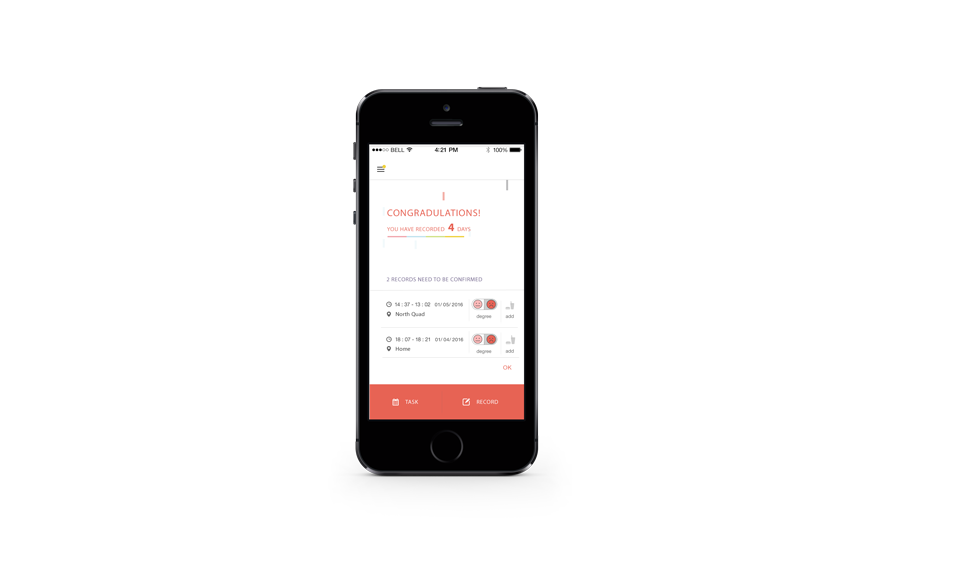 BELL 4:21 PM 100%
CONGRADULATIONS!
YOU HAVE RECORDED 4 DAYS
2 RECORDS NEED TO BE CONFIRMED
14 : 37 - 13 : 02 01/05/2016
North Quad
degree add
18 : 07 - 18 : 21 01/04/2016
Home
degree add
OK
TASK RECORD